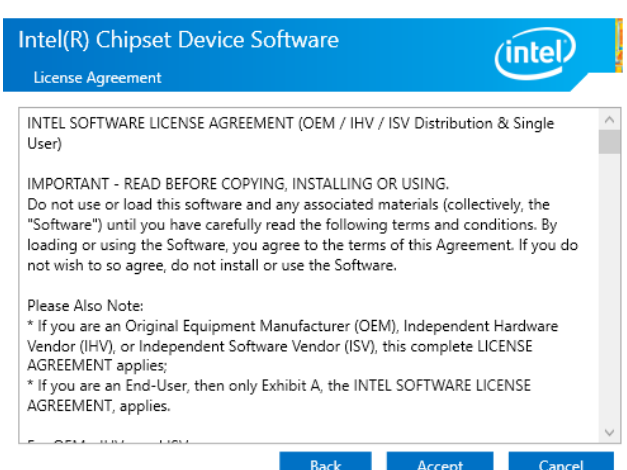 Intel(R) Chipset Device Software
intel
License Agreement
INTEL SOFTWARE LICENSE AGREEMENT (OEM / IHV / ISV Distribution & Single
User)
IMPORTANT - READ BEFORE COPYING, INSTALLING OR USING.
Do not use or load this software and any associated materials (collectively, the
"Software") until you have carefully read the following terms and conditions. By
loading or using the Software, you agree to the terms of this Agreement. If you do
not wish to so agree, do not install or use the Software.
Please Also Note:
* If you are an Original Equipment Manufacturer (OEM), Independent Hardware
Vendor (IHV), or Independent Software Vendor (ISV), this complete LICENSE
AGREEMENT applies;
* If you are an End-User, then only Exhibit A, the INTEL SOFTWARE LICENSE
AGREEMENT, applies.
Back Accept Cancel